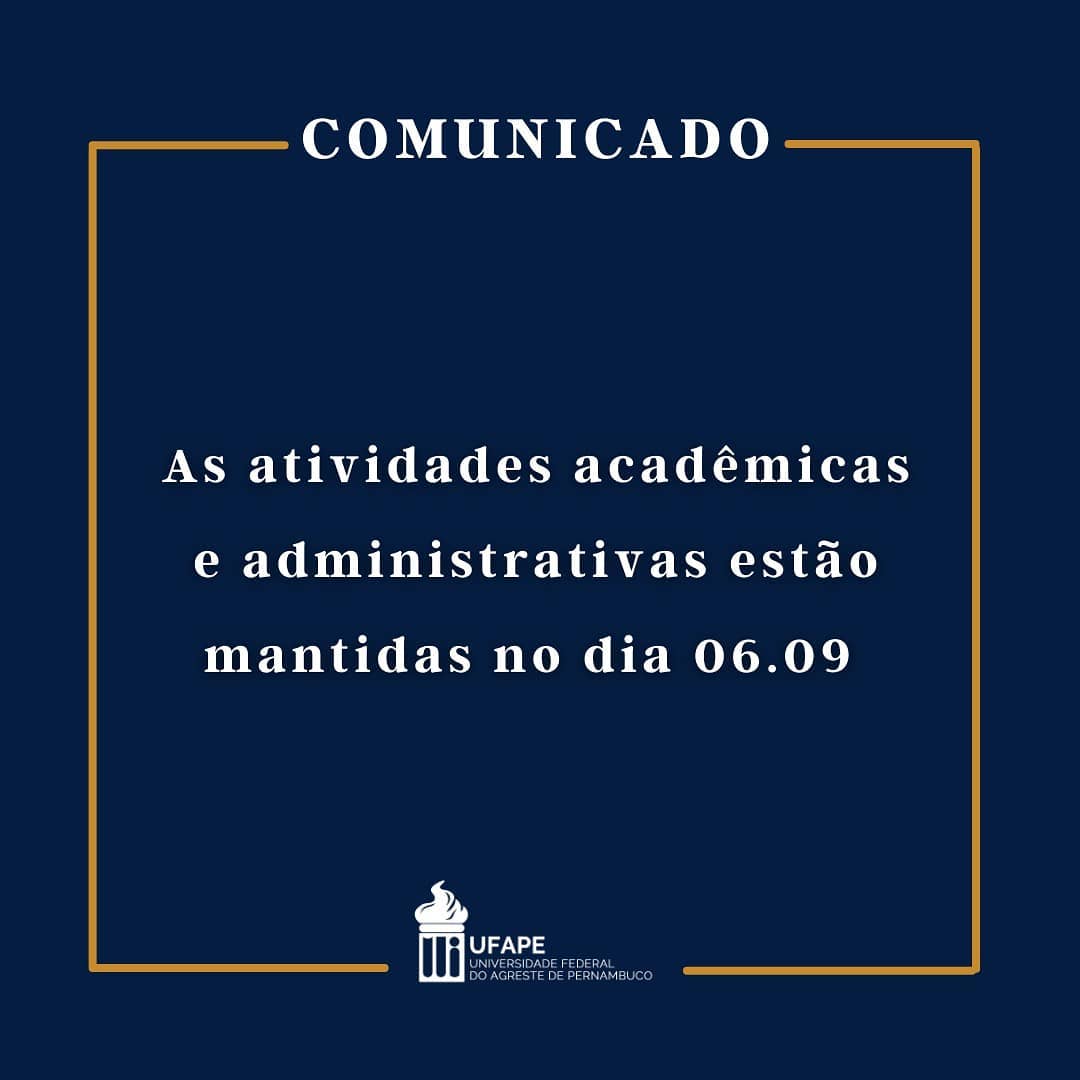 COMUNICADO
As atividades acadêmicas
e administrativas estão
mantidas no dia 06.09
UFAPE
UNIVERSIDADE FEDERAL
DO AGRESTE DE PERNAMBUCO